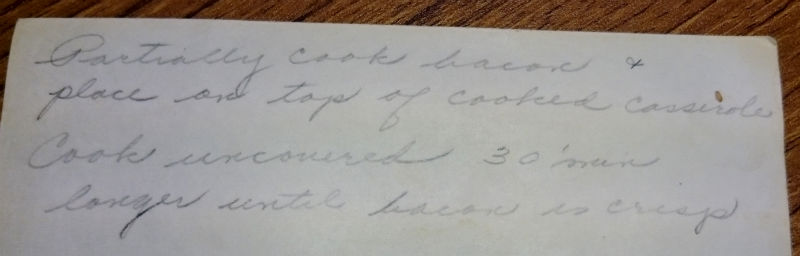 Partially cook bacon &
place on top of cooked casserole
Cook uncovered 30 min
longer until bacon is crisp